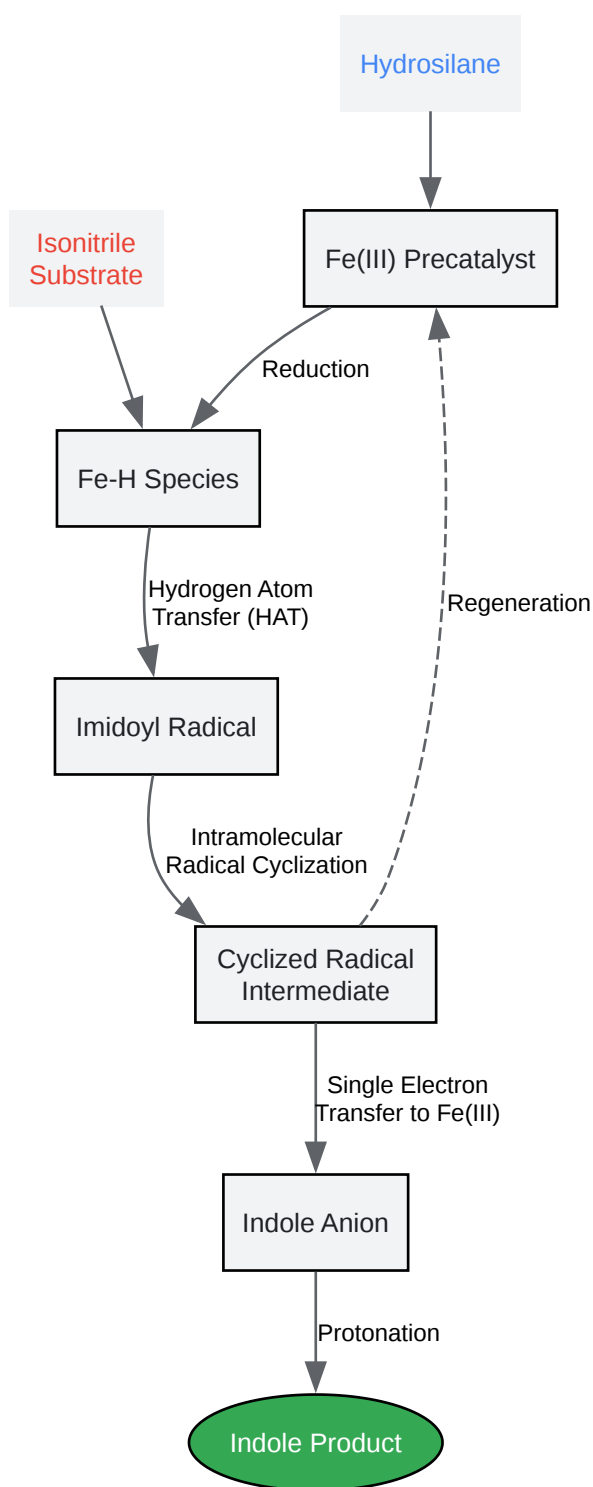 Hydrosilane
Isonitrile
Substrate
Fe(III) Precatalyst
Reduction
Fe-H Species
Hydrogen Atom
Transfer (HAT)
Regeneration
Imidoyl Radical
Intramolecular
Radical Cyclization
Cyclized Radical
Intermediate
Single Electron
Transfer to Fe(III)
Indole Anion
Protonation
Indole Product